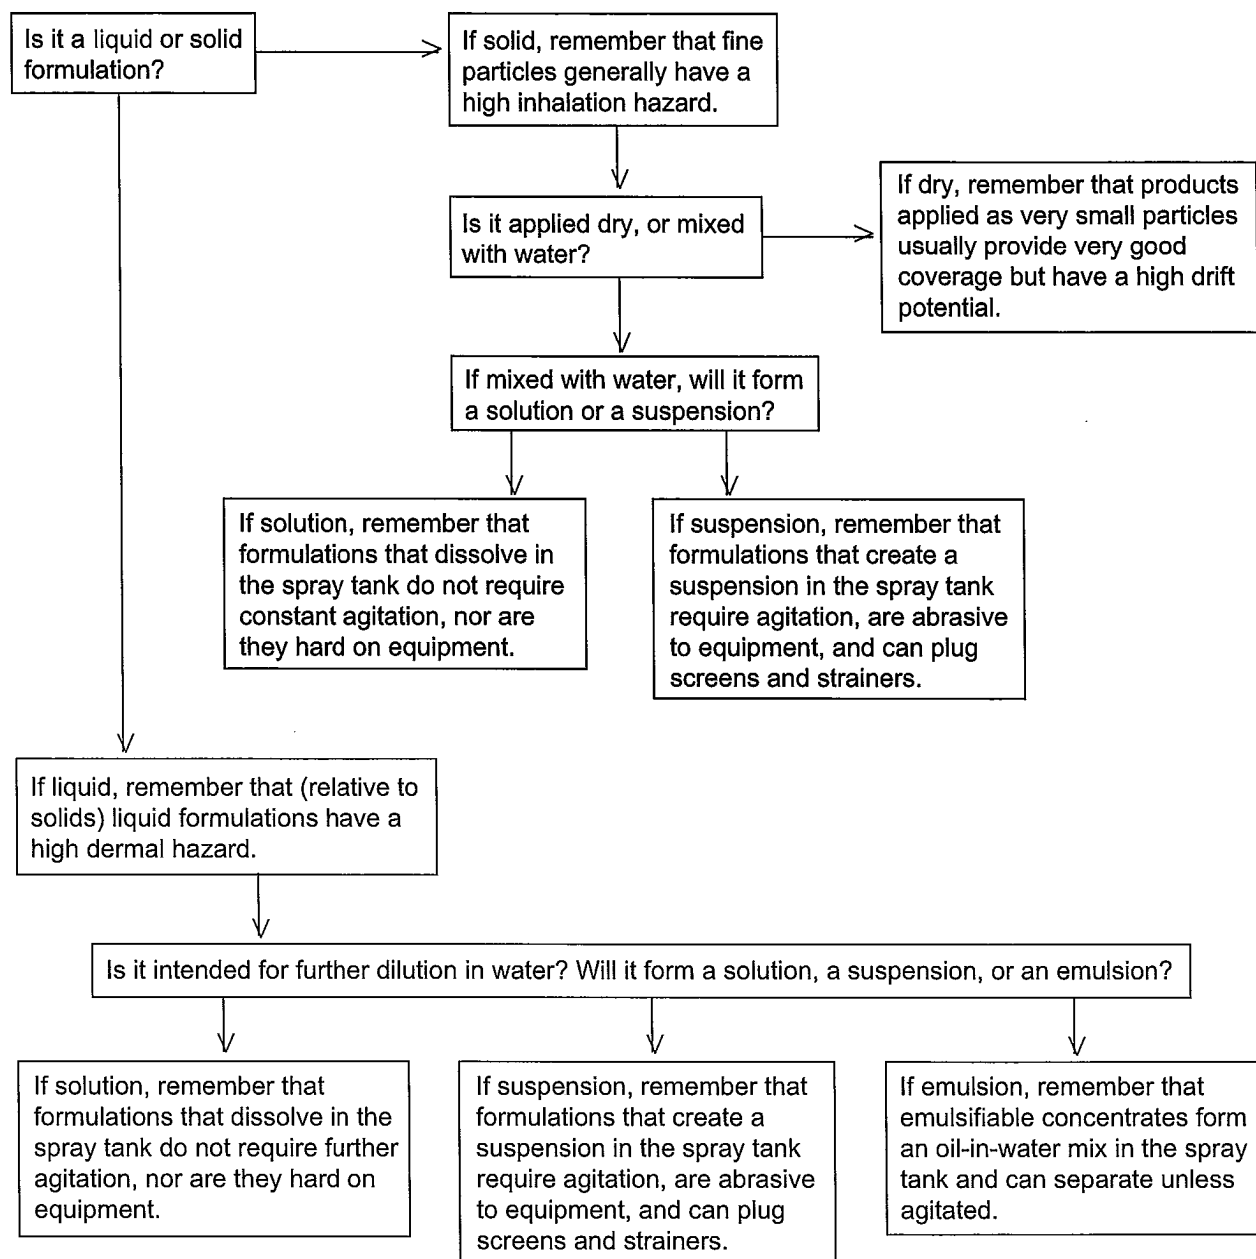 Is it a liquid or solid
formulation?
If solid, remember that fine
particles generally have a
high inhalation hazard.
Is it applied dry, or mixed
with water?
If dry, remember that products
applied as very small particles
usually provide very good
coverage but have a high drift
potential.
If mixed with water, will it form
a solution or a suspension?
If solution, remember that
formulations that dissolve in
the spray tank do not require
constant agitation, nor are
they hard on equipment.
If suspension, remember that
formulations that create a
suspension in the spray tank
require agitation, are abrasive
to equipment, and can plug
screens and strainers.
If liquid, remember that (relative to
solids) liquid formulations have a
high dermal hazard.
Is it intended for further dilution in water? Will it form a solution, a suspension, or an emulsion?
If solution, remember that
formulations that dissolve in the
spray tank do not require further
agitation, nor are they hard on
equipment.
If suspension, remember that
formulations that create a
suspension in the spray tank
require agitation, are abrasive
to equipment, and can plug
screens and strainers.
If emulsion, remember that
emulsifiable concentrates form
an oil-in-water mix in the spray
tank and can separate unless
agitated.